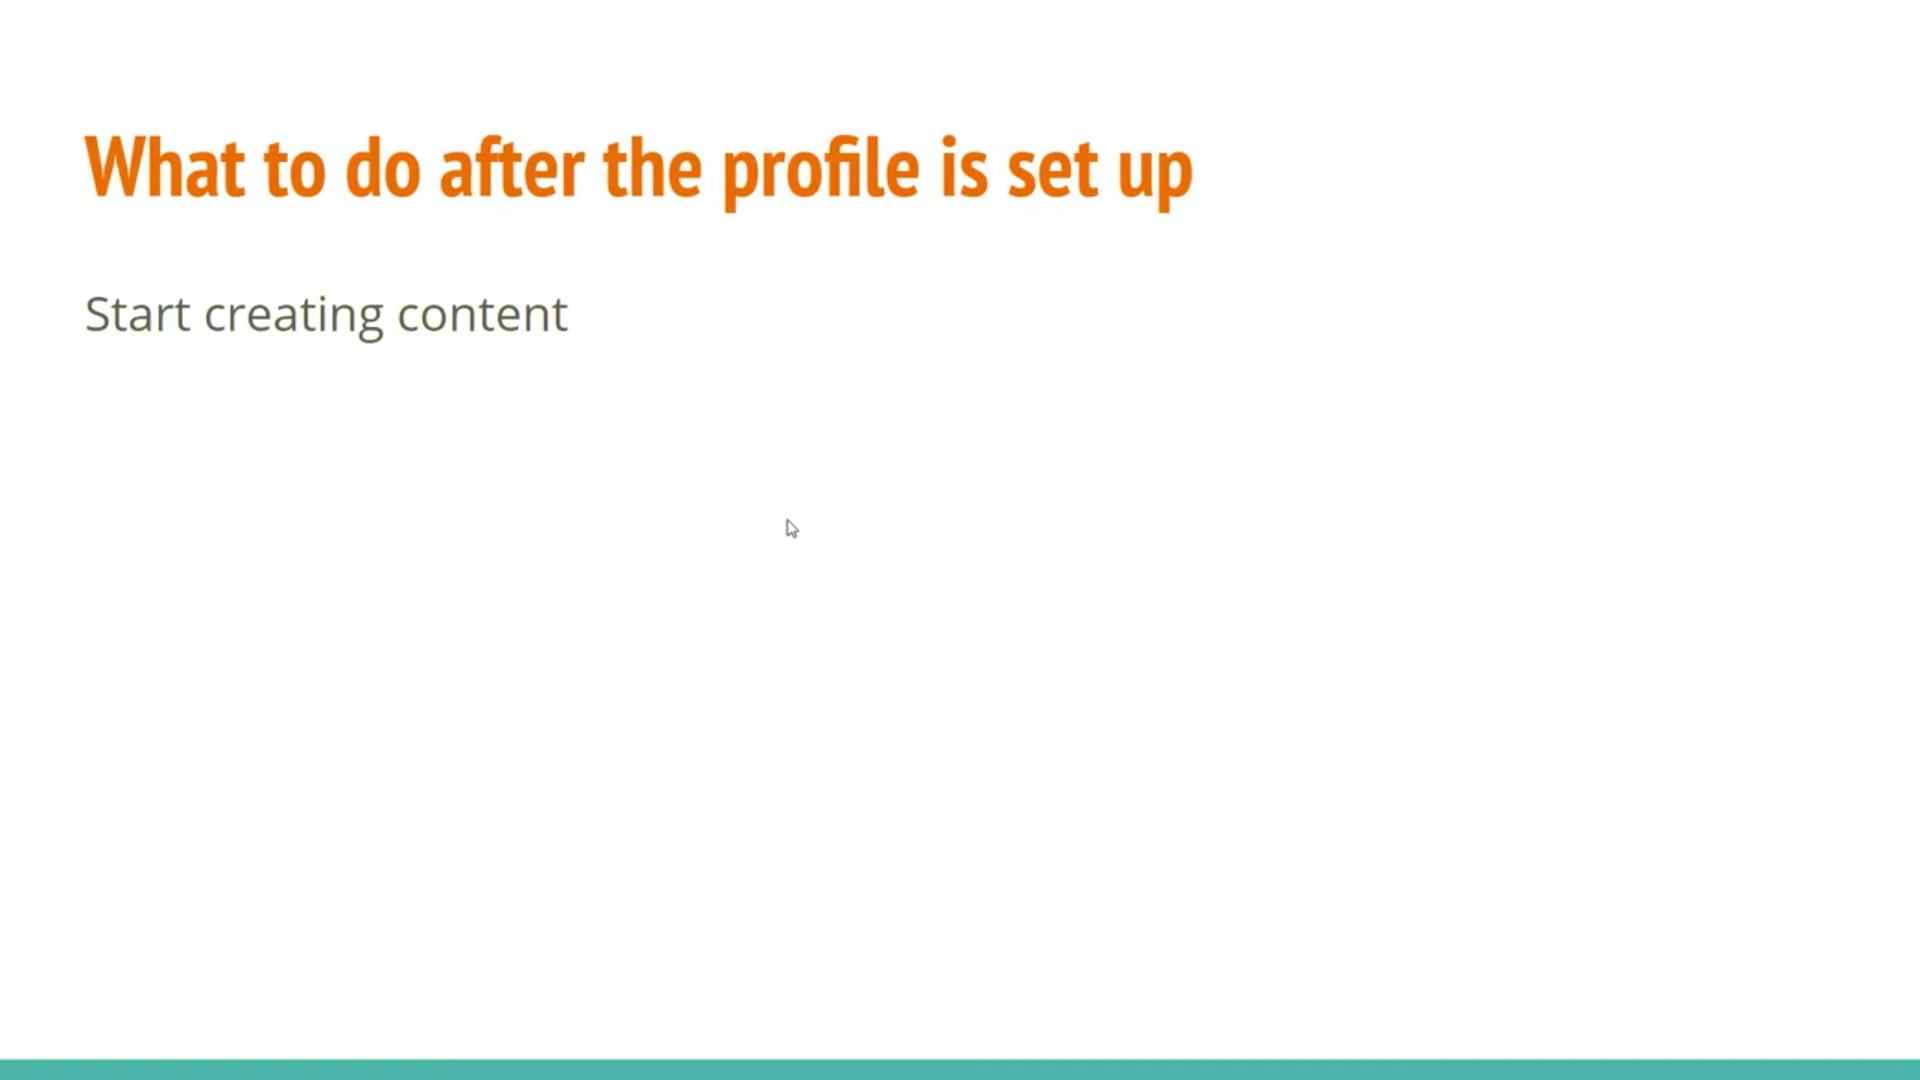 What to do after the profile is set up
Start creating content